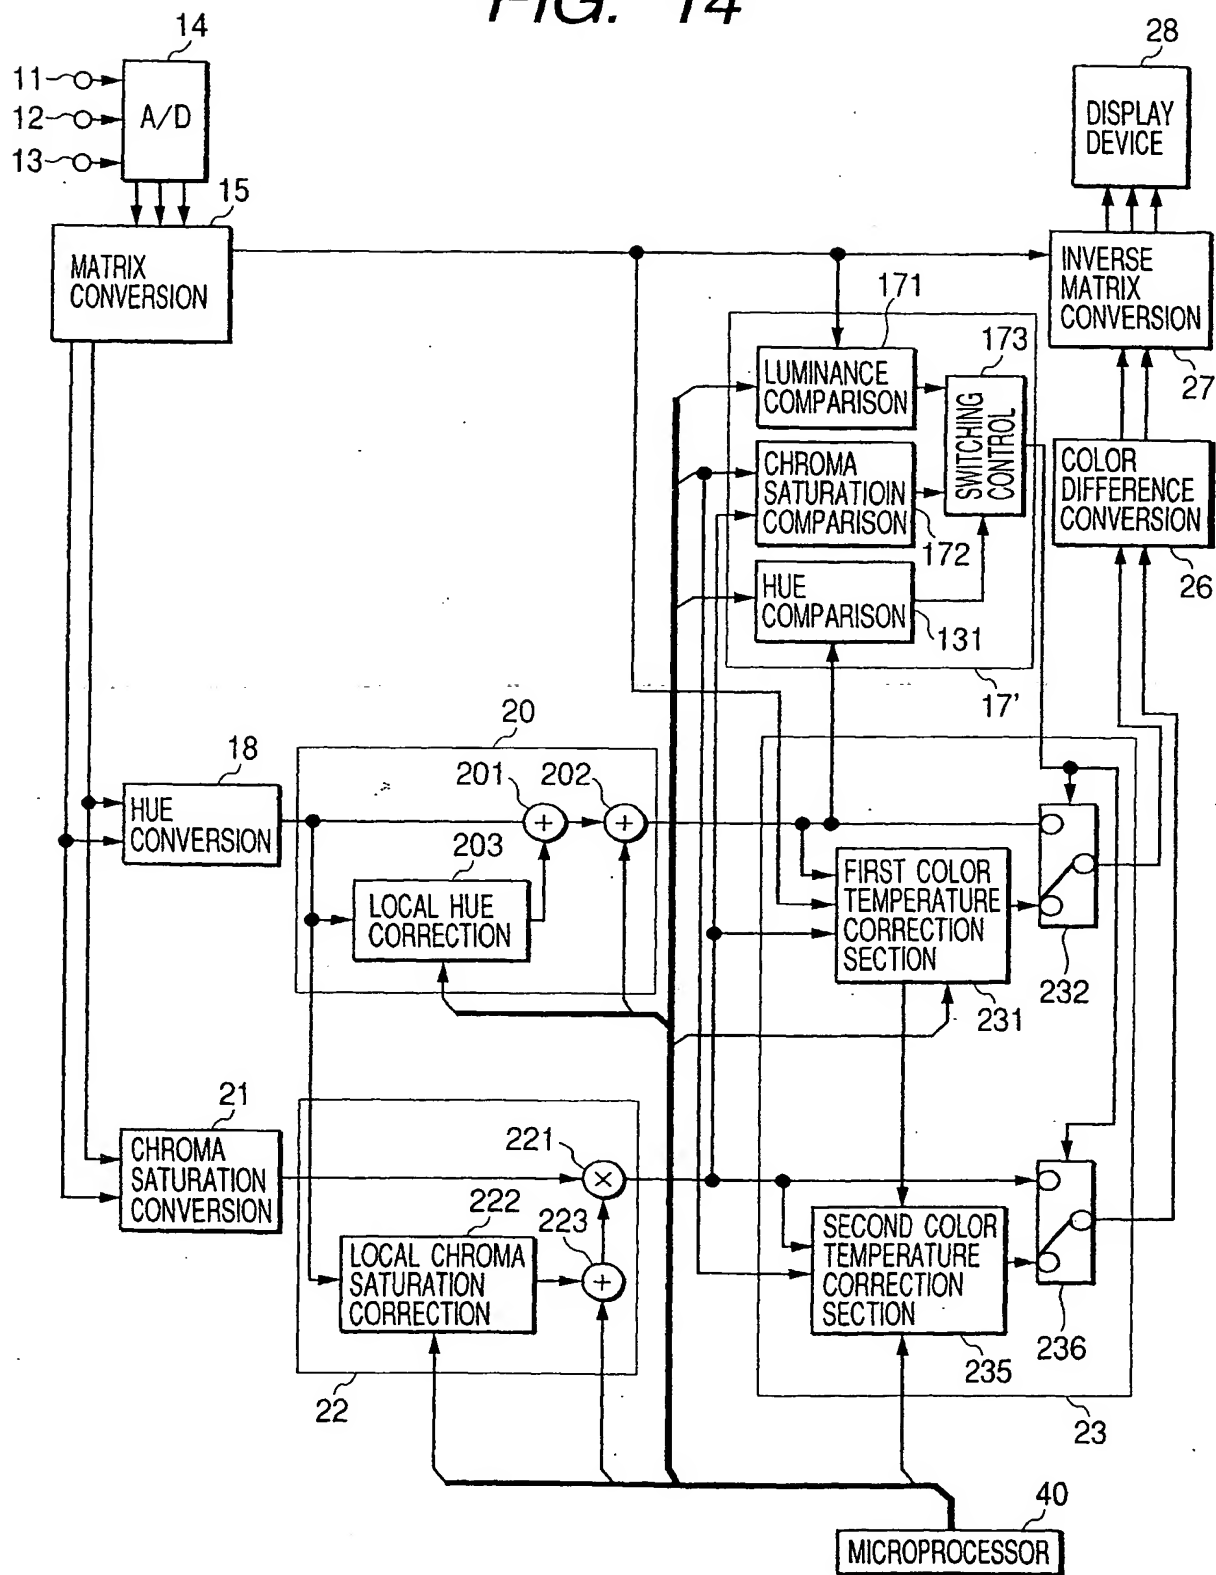 FIG. 14
14
11
12
13
A/D
15
MATRIX
CONVERSION
28
DISPLAY
DEVICE
INVERSE
MATRIX
CONVERSION
27
171
LUMINANCE
COMPARISON
173
SWITCHING
CONTROL
CHROMA
SATURATIOIN
COMPARISON
172
COLOR
DIFFERENCE
CONVERSION
26
HUE
COMPARISON
131
17'
20
18
HUE
CONVERSION
201
+
202
+
203
LOCAL HUE
CORRECTION
FIRST COLOR
TEMPERATURE
CORRECTION
SECTION
231
232
21
CHROMA
SATURATION
CONVERSION
221
×
222
LOCAL CHROMA
SATURATION
CORRECTION
223
+
22
SECOND COLOR
TEMPERATURE
CORRECTION
SECTION
235
236
23
40
MICROPROCESSOR